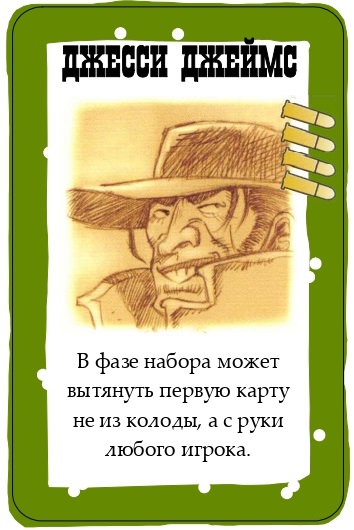 ДЖЕССИ ДЖЕЙМС
В фазе набора может
вытянуть первую карту
не из колоды, а с руки
любого игрока.